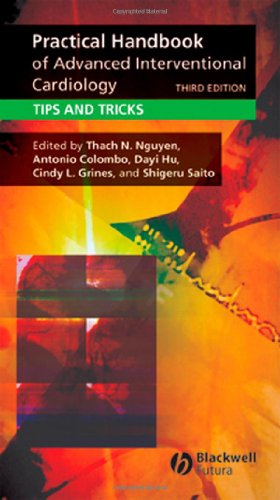 Practical Handbook
of Advanced Interventional
Cardiology THIRD EDITION
TIPS AND TRICKS
Edited by Thach N. Nguyen,
Antonio Colombo, Dayi Hu,
Cindy L. Grines, and Shigeru Saito
Blackwell
Futura